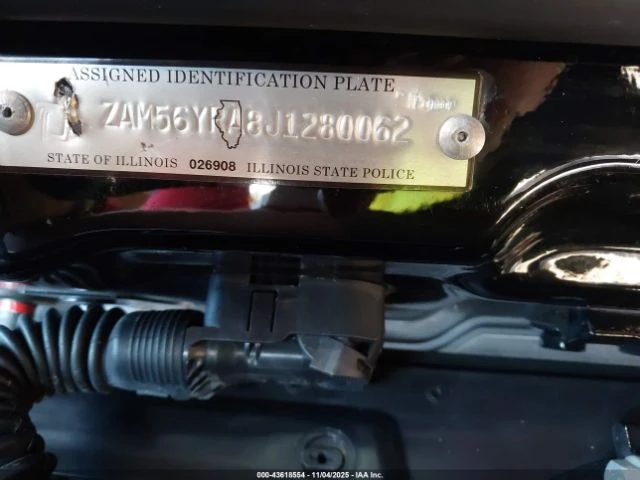 ASSIGNED IDENTIFICATION PLATE
ZAM56YRA8J1280062
STATE OF ILLINOIS 026908 ILLINOIS STATE POLICE
000-43618554 • 11/04/2025 • IAA Inc.